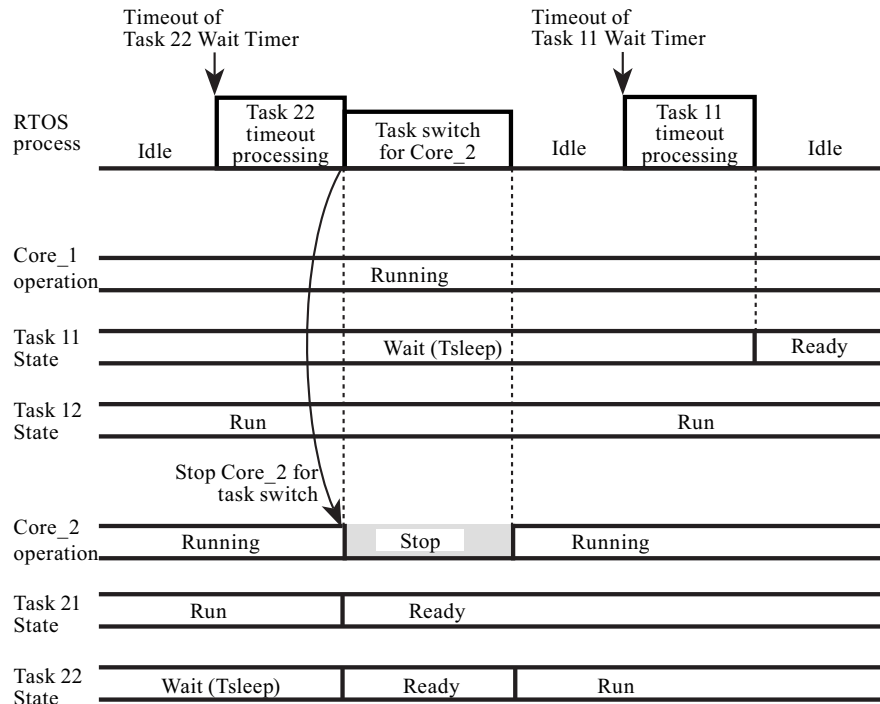 Timeout of
Task 22 Wait Timer
Timeout of
Task 11 Wait Timer
RTOS
process
Idle
Task 22
timeout
processing
Task switch
for Core_2
Idle
Task 11
timeout
processing
Idle
Core_1
operation
Running
Task 11
State
Wait (Tsleep)
Ready
Task 12
State
Run
Run
Stop Core_2 for
task switch
Core_2
operation
Running
Stop
Running
Task 21
State
Run
Ready
Task 22
State
Wait (Tsleep)
Ready
Run